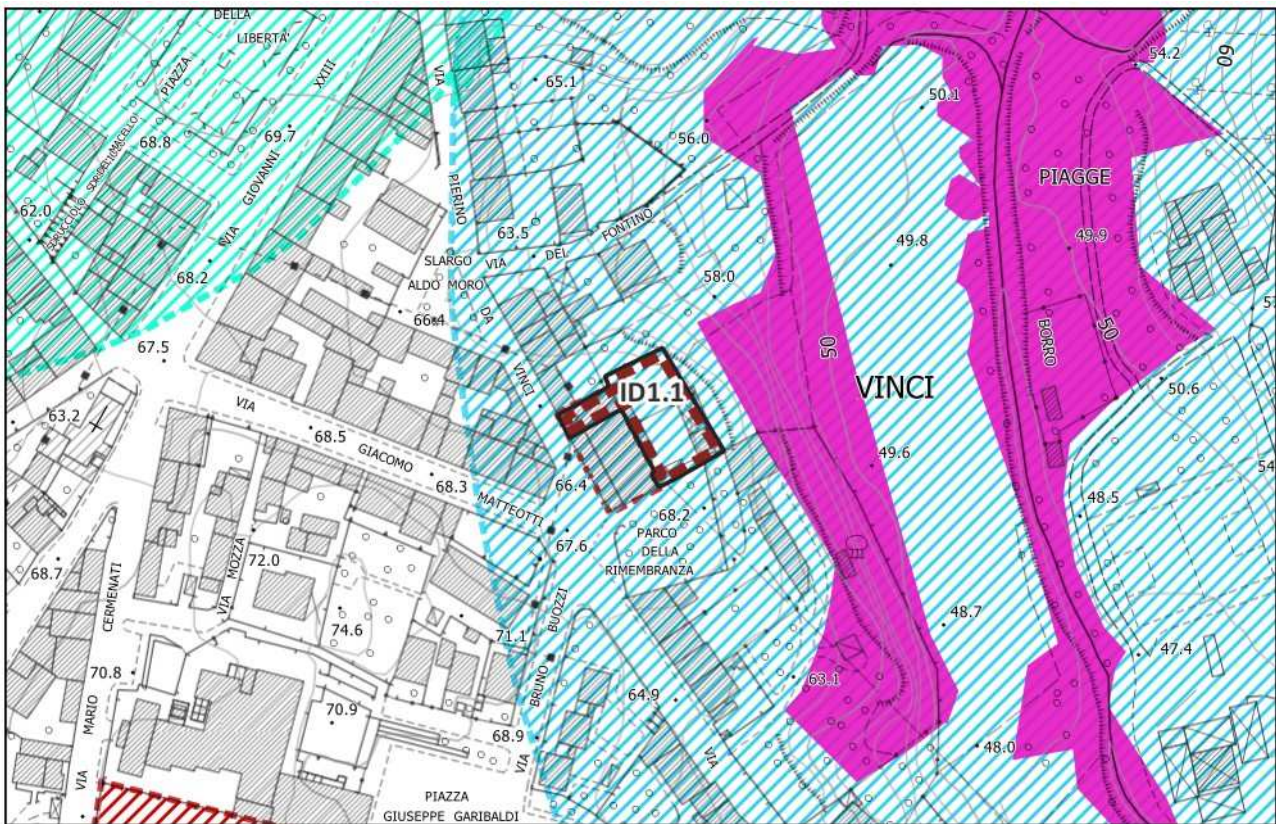 DELLA
LIBERTA'
PIAZZA
XXIII
GIOVANNI
VIA
69.7
68.8
SDRUCCIOLO
62.0
68.2
67.5
VIA
PIERINO
DA
VINCI
65.1
63.5
56.0
VIA DEL FONTINO
SLARGO
ALDO MORO
66.4
58.0
50.1
54.2
60
PIAGGE
49.9
49.8
50
BORRO
50
VINCI
ID1.1
50.6
54
63.2
VIA
GIACOMO
MATTEOTTI
68.5
68.3
66.4
49.6
48.5
68.2
PARCO
DELLA
RIMEMBRANZA
67.6
68.7
VIA MOZZA
72.0
VIA
MARIO
CERMENATI
74.6
71.1
VIA
BRUNO
BUOZZI
48.7
47.4
70.8
63.1
64.9
VIA
70.9
68.9
48.0
PIAZZA
GIUSEPPE GARIBALDI